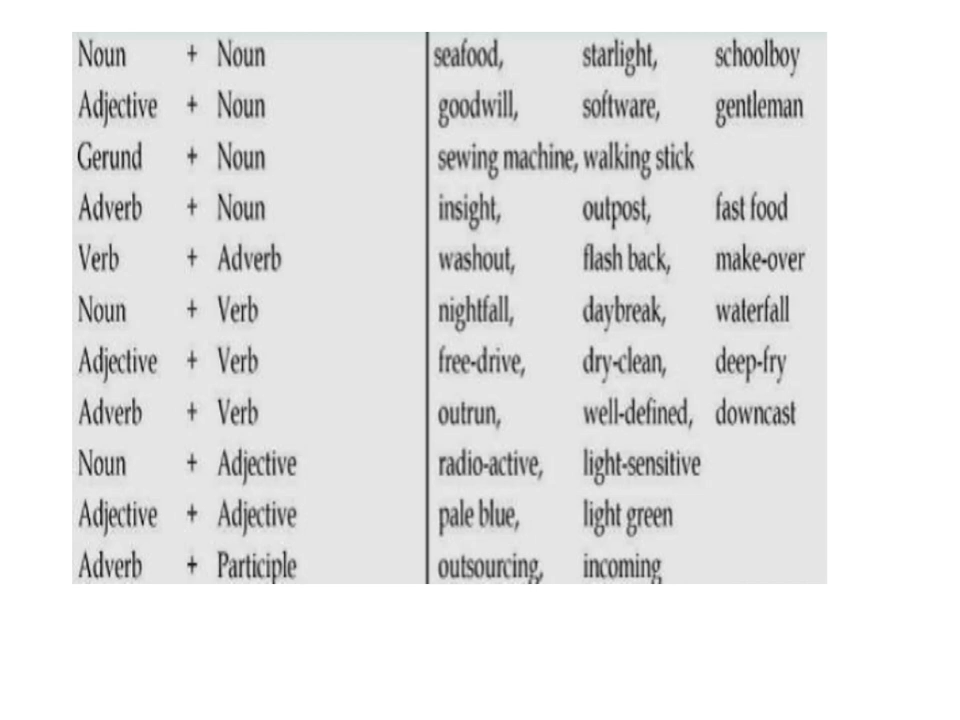 Noun + Noun seafood, starlight, schoolboy
Adjective + Noun goodwill, software, gentleman
Gerund + Noun sewing machine, walking stick
Adverb + Noun insight, outpost, fast food
Verb + Adverb washout, flash back, make-over
Noun + Verb nightfall, daybreak, waterfall
Adjective + Verb free-drive, dry-clean, deep-fry
Adverb + Verb outrun, well-defined, downcast
Noun + Adjective radio-active, light-sensitive
Adjective + Adjective pale blue, light green
Adverb + Participle outsourcing, incoming